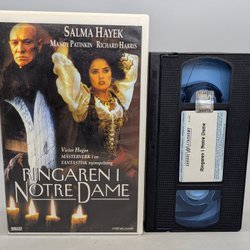 SALMA HAYEK
MANDY PATINKIN RICHARD HARRIS
Victor Hugos
MÄSTERVERK i en
FANTASTISK nyinspelning
RINGAREN I
NOTRE DAME
Ringaren i Notre Dame